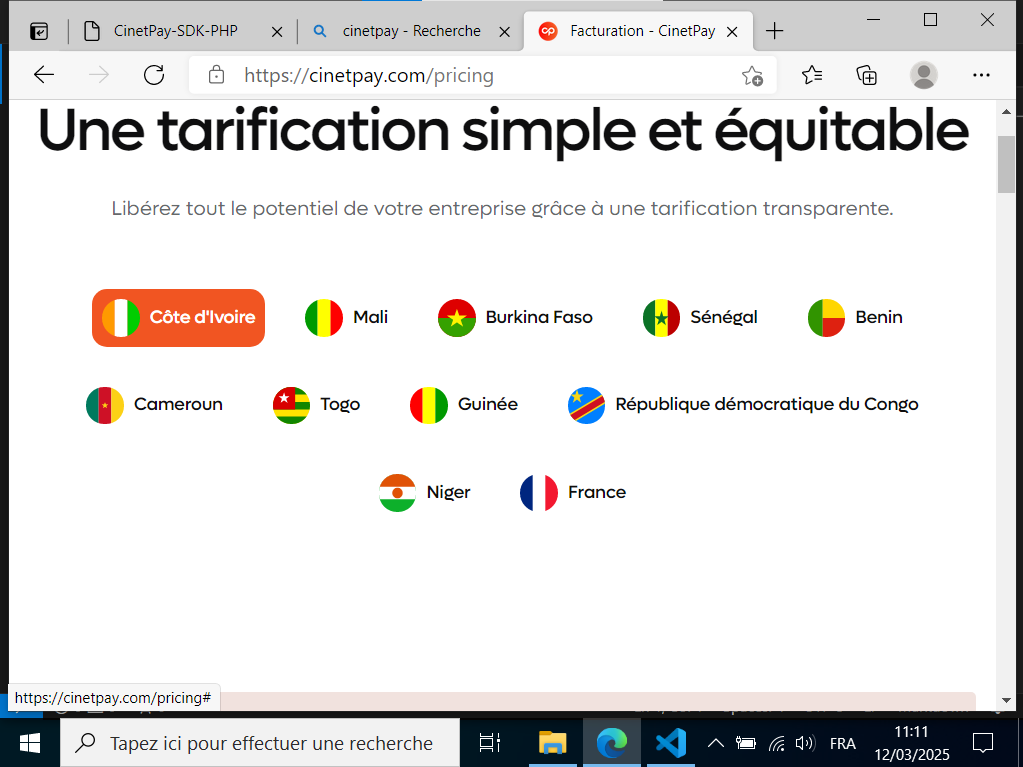 CinetPay-SDK-PHP
cinetpay - Recherche
Facturation - CinetPay
https://cinetpay.com/pricing
Une tarification simple et équitable
Libérez tout le potentiel de votre entreprise grâce à une tarification transparente.
Côte d'Ivoire
Mali
Burkina Faso
Sénégal
Benin
Cameroun
Togo
Guinée
République démocratique du Congo
Niger
France
https://cinetpay.com/pricing#
Tapez ici pour effectuer une recherche
FRA
11:11
12/03/2025